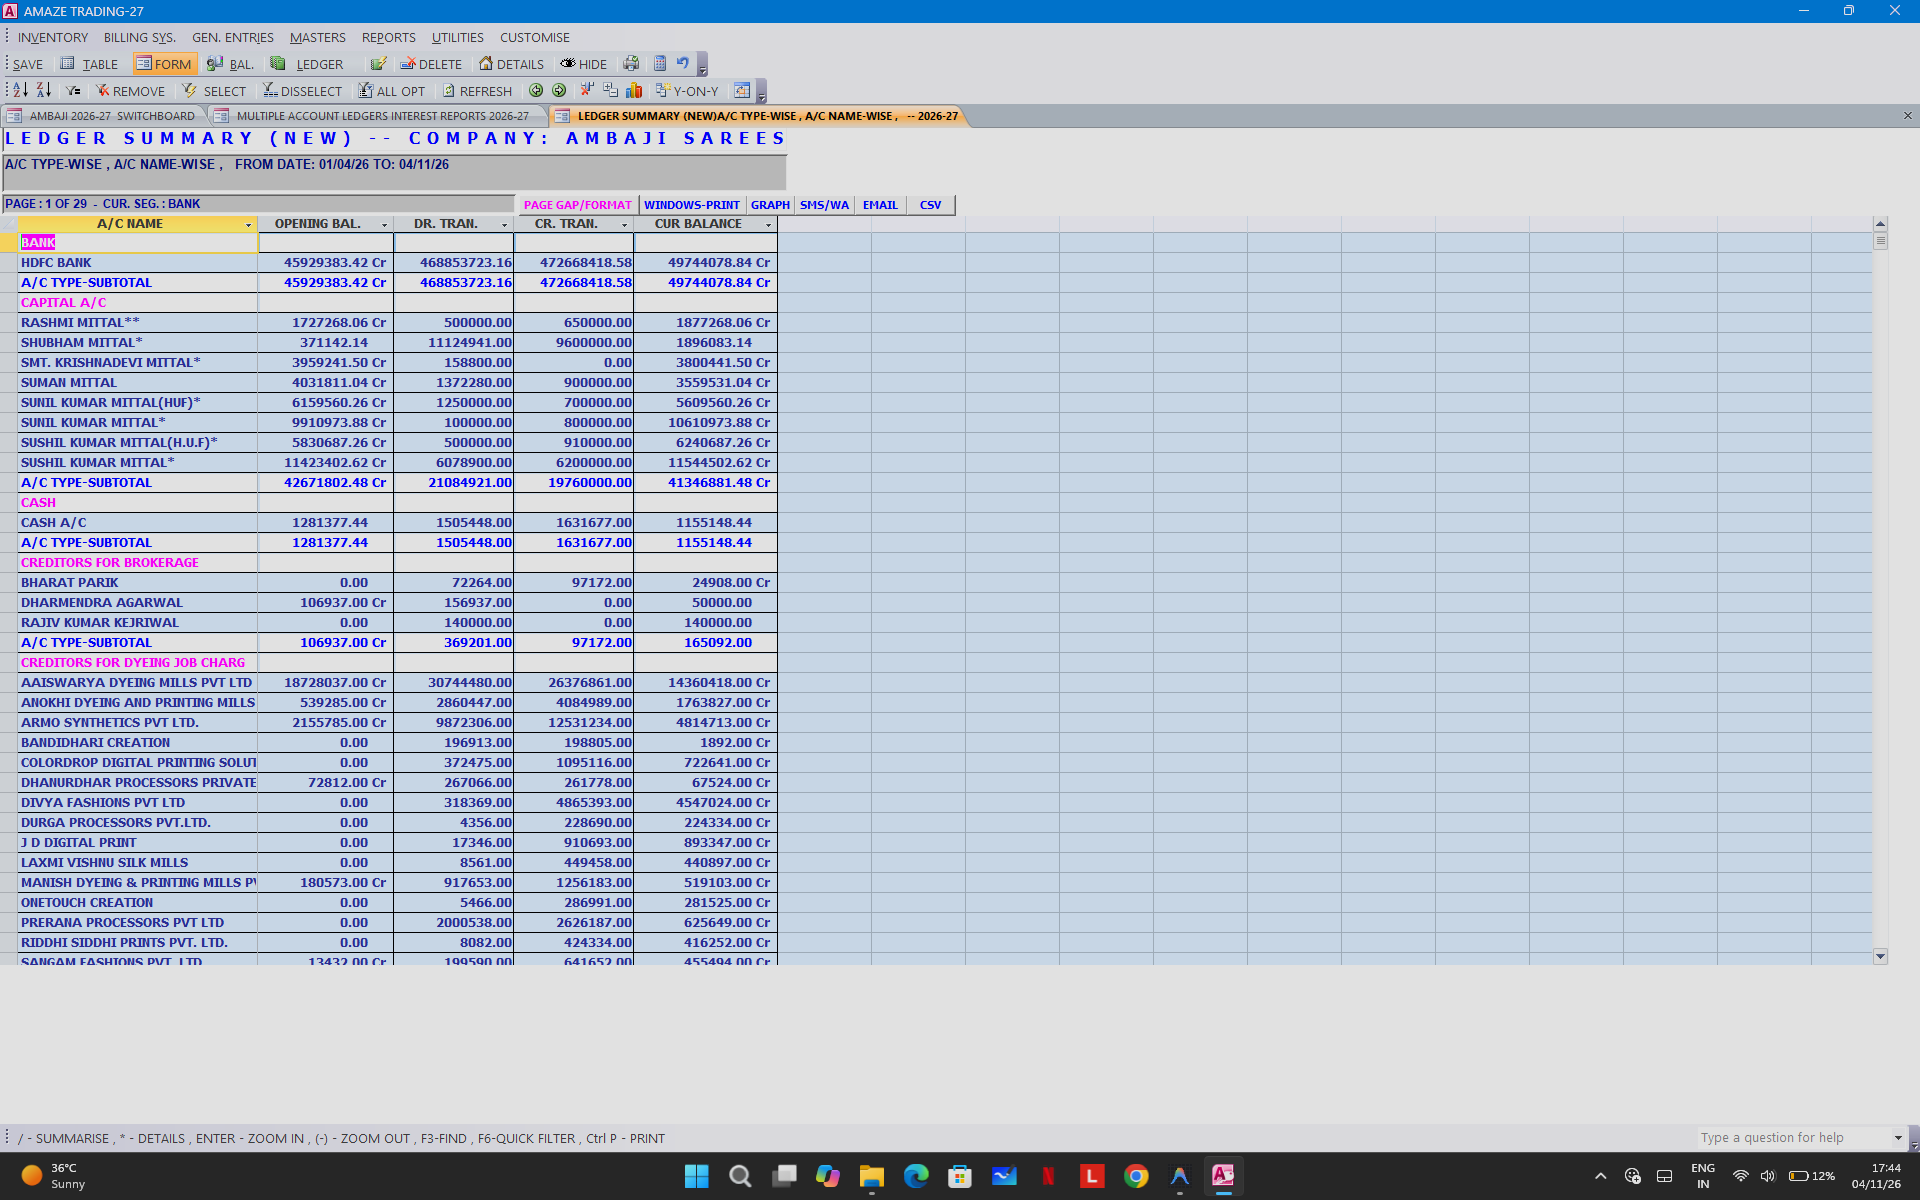 AMAZE TRADING-27
INVENTORY BILLING SYS. GEN. ENTRIES MASTERS REPORTS UTILITIES CUSTOMISE
SAVE TABLE FORM BAL. LEDGER DELETE DETAILS HIDE
REMOVE SELECT DISSELECT ALL OPT REFRESH Y-ON-Y
AMBAJI 2026-27 SWITCHBOARD MULTIPLE ACCOUNT LEDGERS INTEREST REPORTS 2026-27 LEDGER SUMMARY (NEW)A/C TYPE-WISE , A/C NAME-WISE , -- 2026-27
LEDGER SUMMARY (NEW) -- COMPANY: AMBAJI SAREES
A/C TYPE-WISE , A/C NAME-WISE , FROM DATE: 01/04/26 TO: 04/11/26
PAGE : 1 OF 29 - CUR. SEG. : BANK PAGE GAP/FORMAT WINDOWS-PRINT GRAPH SMS/WA EMAIL CSV
A/C NAME OPENING BAL. DR. TRAN. CR. TRAN. CUR BALANCE
BANK
HDFC BANK 45929383.42 Cr 468853723.16 472668418.58 49744078.84 Cr
A/C TYPE-SUBTOTAL 45929383.42 Cr 468853723.16 472668418.58 49744078.84 Cr
CAPITAL A/C
RASHMI MITTAL** 1727268.06 Cr 500000.00 650000.00 1877268.06 Cr
SHUBHAM MITTAL* 371142.14 11124941.00 9600000.00 1896083.14
SMT. KRISHNADEVI MITTAL* 3959241.50 Cr 158800.00 0.00 3800441.50 Cr
SUMAN MITTAL 4031811.04 Cr 1372280.00 900000.00 3559531.04 Cr
SUNIL KUMAR MITTAL(HUF)* 6159560.26 Cr 1250000.00 700000.00 5609560.26 Cr
SUNIL KUMAR MITTAL* 9910973.88 Cr 100000.00 800000.00 10610973.88 Cr
SUSHIL KUMAR MITTAL(H.U.F)* 5830687.26 Cr 500000.00 910000.00 6240687.26 Cr
SUSHIL KUMAR MITTAL* 11423402.62 Cr 6078900.00 6200000.00 11544502.62 Cr
A/C TYPE-SUBTOTAL 42671802.48 Cr 21084921.00 19760000.00 41346881.48 Cr
CASH
CASH A/C 1281377.44 1505448.00 1631677.00 1155148.44
A/C TYPE-SUBTOTAL 1281377.44 1505448.00 1631677.00 1155148.44
CREDITORS FOR BROKERAGE
BHARAT PARIK 0.00 72264.00 97172.00 24908.00 Cr
DHARMENDRA AGARWAL 106937.00 Cr 156937.00 0.00 50000.00
RAJIV KUMAR KEJRIWAL 0.00 140000.00 0.00 140000.00
A/C TYPE-SUBTOTAL 106937.00 Cr 369201.00 97172.00 165092.00
CREDITORS FOR DYEING JOB CHARG
AAISWARYA DYEING MILLS PVT LTD 18728037.00 Cr 30744480.00 26376861.00 14360418.00 Cr
ANOKHI DYEING AND PRINTING MILLS 539285.00 Cr 2860447.00 4084989.00 1763827.00 Cr
ARMO SYNTHETICS PVT LTD. 2155785.00 Cr 9872306.00 12531234.00 4814713.00 Cr
BANDIDHARI CREATION 0.00 196913.00 198805.00 1892.00 Cr
COLORDROP DIGITAL PRINTING SOLUT 0.00 372475.00 1095116.00 722641.00 Cr
DHANURDHAR PROCESSORS PRIVATE 72812.00 Cr 267066.00 261778.00 67524.00 Cr
DIVYA FASHIONS PVT LTD 0.00 318369.00 4865393.00 4547024.00 Cr
DURGA PROCESSORS PVT.LTD. 0.00 4356.00 228690.00 224334.00 Cr
J D DIGITAL PRINT 0.00 17346.00 910693.00 893347.00 Cr
LAXMI VISHNU SILK MILLS 0.00 8561.00 449458.00 440897.00 Cr
MANISH DYEING & PRINTING MILLS PV 180573.00 Cr 917653.00 1256183.00 519103.00 Cr
ONETOUCH CREATION 0.00 5466.00 286991.00 281525.00 Cr
PRERANA PROCESSORS PVT LTD 0.00 2000538.00 2626187.00 625649.00 Cr
RIDDHI SIDDHI PRINTS PVT. LTD. 0.00 8082.00 424334.00 416252.00 Cr
SANGAM FASHIONS PVT. LTD 13432.00 Cr 199590.00 641652.00 455494.00 Cr
/ - SUMMARISE , * - DETAILS , ENTER - ZOOM IN , (-) - ZOOM OUT , F3-FIND , F6-QUICK FILTER , Ctrl P - PRINT
Type a question for help
36°C
Sunny
ENG
IN
12%
17:44
04/11/26